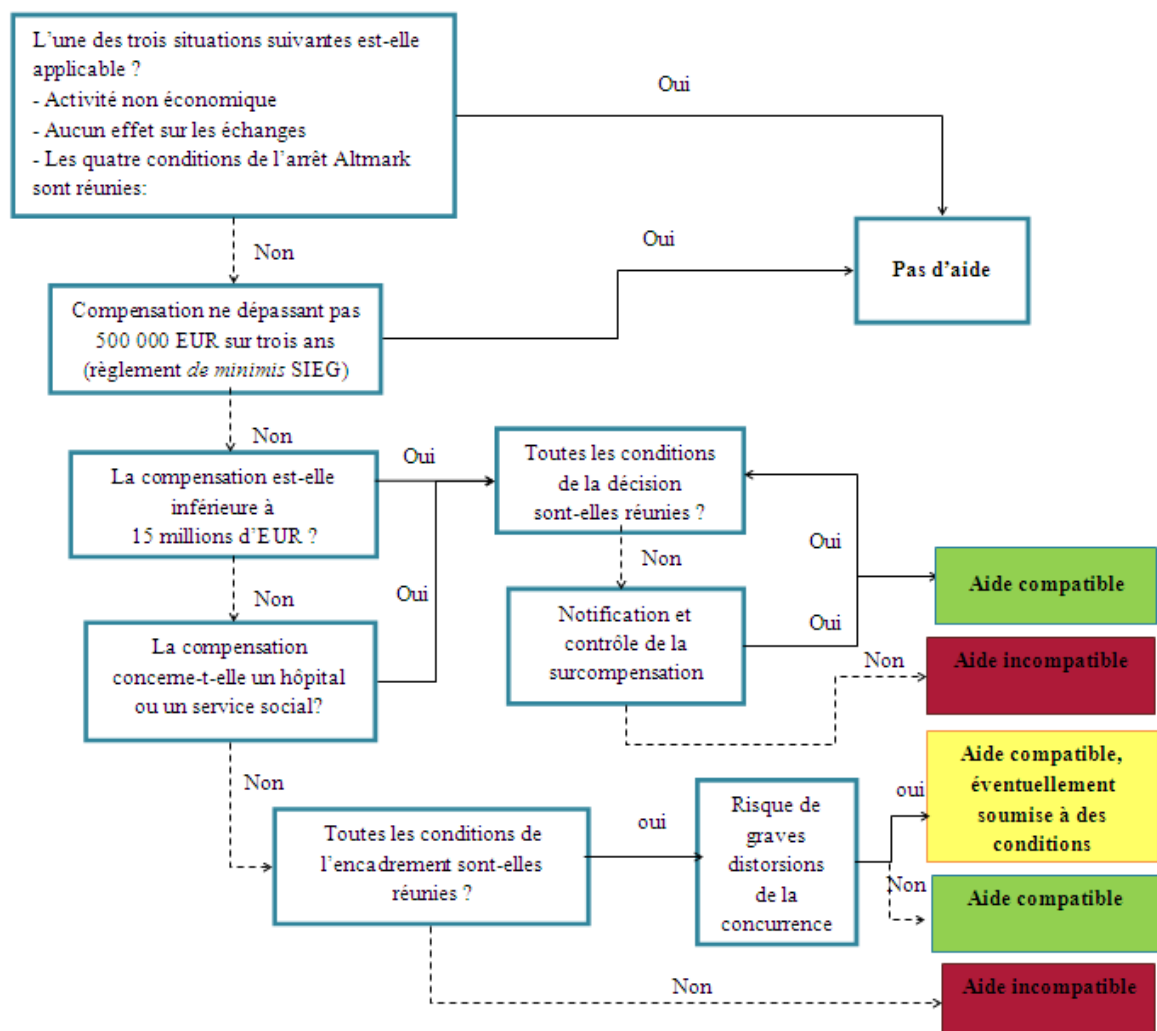 L'une des trois situations suivantes est-elle
applicable ?
- Activité non économique
- Aucun effet sur les échanges
- Les quatre conditions de l'arrêt Altmark
sont réunies:
Oui
Non
Oui
Pas d'aide
Compensation ne dépassant pas
500 000 EUR sur trois ans
(règlement de minimis SIEG)
Non
La compensation est-elle
inférieure à
15 millions d'EUR ?
Oui
Toutes les conditions
de la décision
sont-elles réunies ?
Non
Oui
Non
Oui
Aide compatible
La compensation
concerne-t-elle un hôpital
ou un service social?
Notification et
contrôle de la
surcompensation
Oui
Non
Aide incompatible
Non
Toutes les conditions de
l'encadrement sont-elles
réunies ?
oui
Risque de
graves
distorsions
de la
concurrence
oui
Aide compatible,
éventuellement
soumise à des
conditions
Non
Aide compatible
Non
Aide incompatible